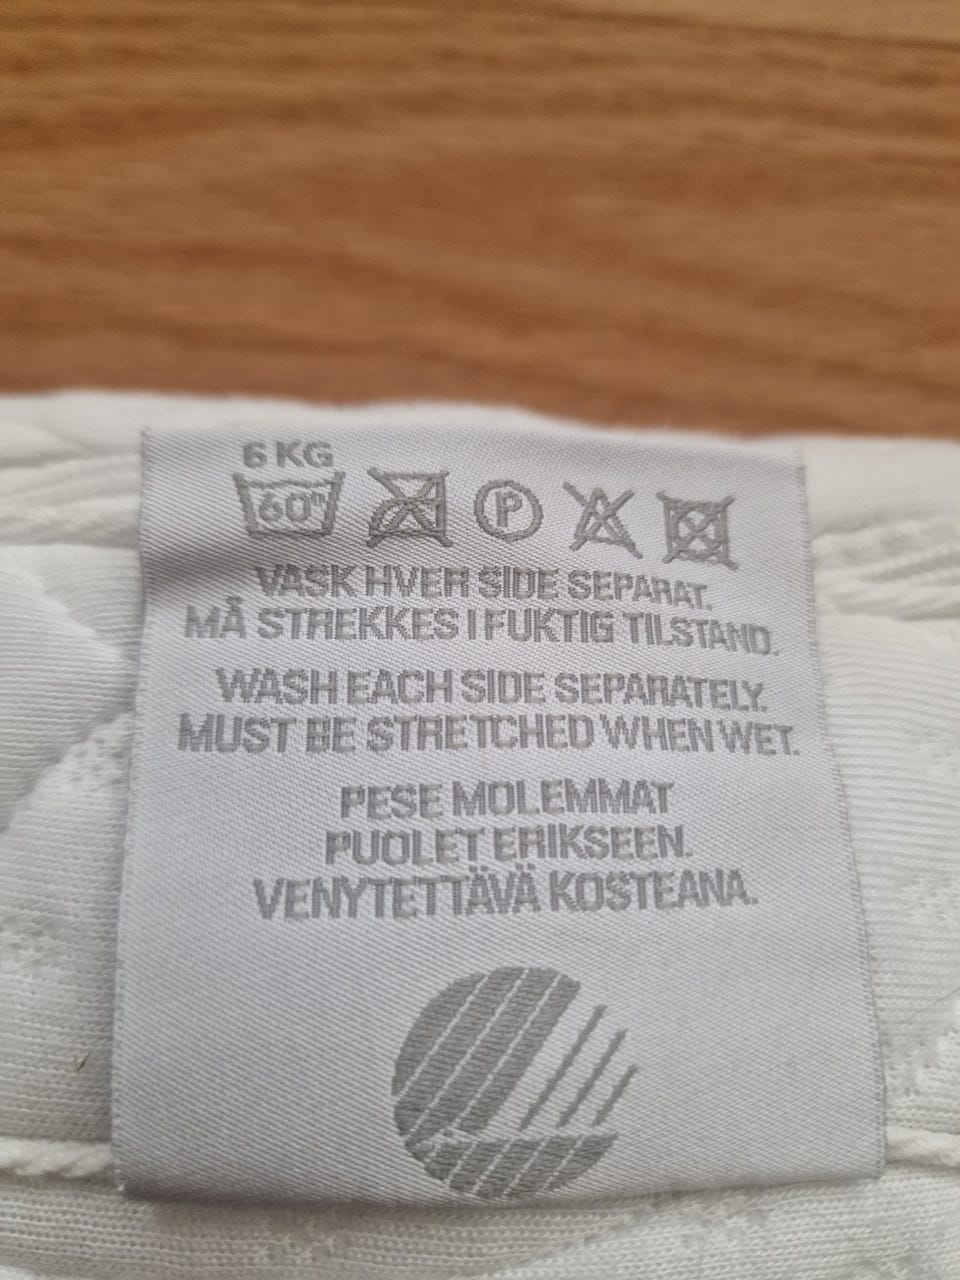 6 KG
60°
P
VASK HVER SIDE SEPARAT.
MÅ STREKKES I FUKTIG TILSTAND.
WASH EACH SIDE SEPARATELY.
MUST BE STRETCHED WHEN WET.
PESE MOLEMMAT
PUOLET ERIKSEEN.
VENYTETTÄVÄ KOSTEANA.